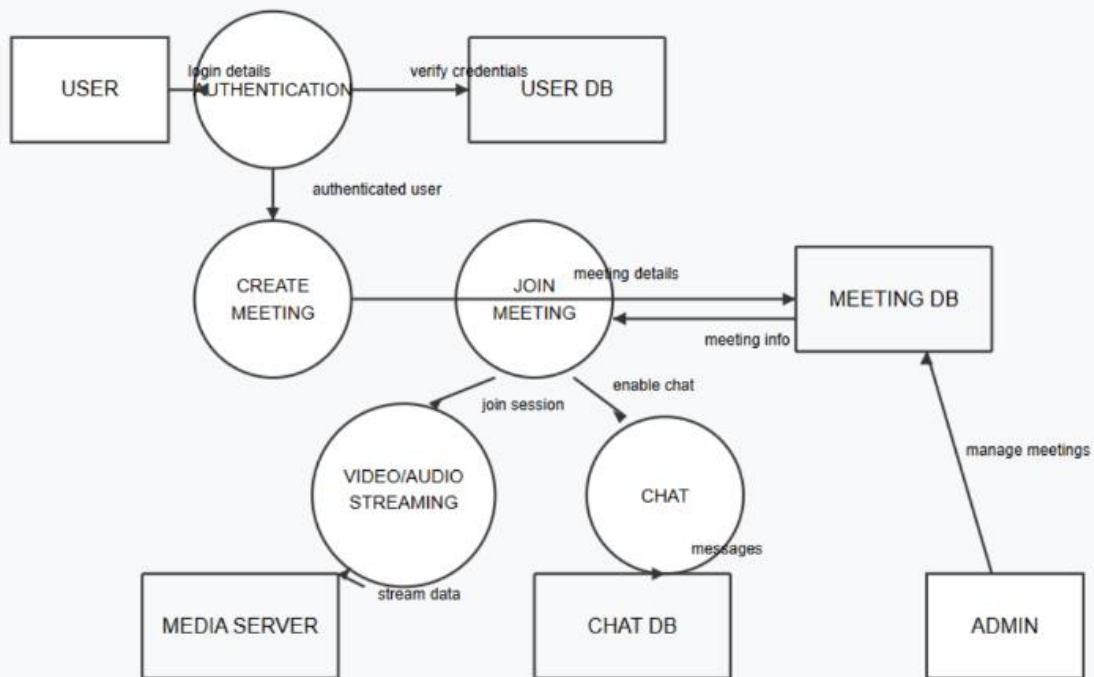 login details
verify credentials
USER
AUTHENTICATION
USER DB
authenticated user
meeting details
CREATE
MEETING
JOIN
MEETING
MEETING DB
meeting info
enable chat
join session
manage meetings
VIDEO/AUDIO
STREAMING
CHAT
messages
stream data
MEDIA SERVER
CHAT DB
ADMIN